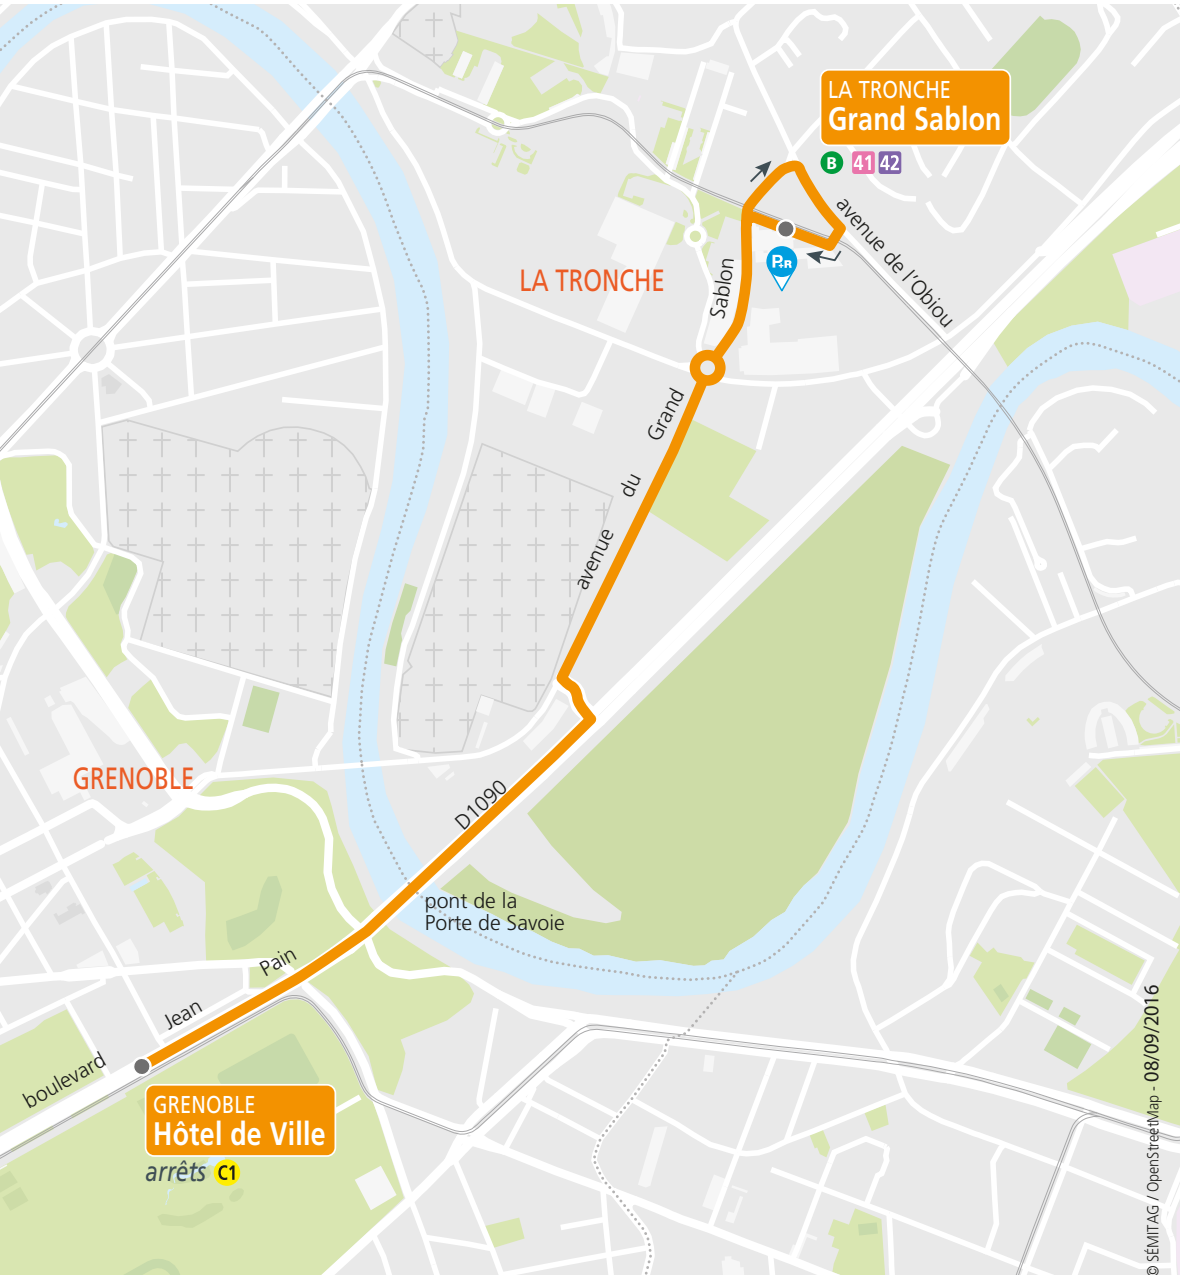 LA TRONCHE
Grand Sablon
B 41 42
avenue de l'Obiou
P+R
LA TRONCHE
avenue du Grand Sablon
GRENOBLE
D1090
pont de la
Porte de Savoie
boulevard Jean Pain
GRENOBLE
Hôtel de Ville
arrêts C1
© SÉMITAG / OpenStreetMap - 08/09/2016